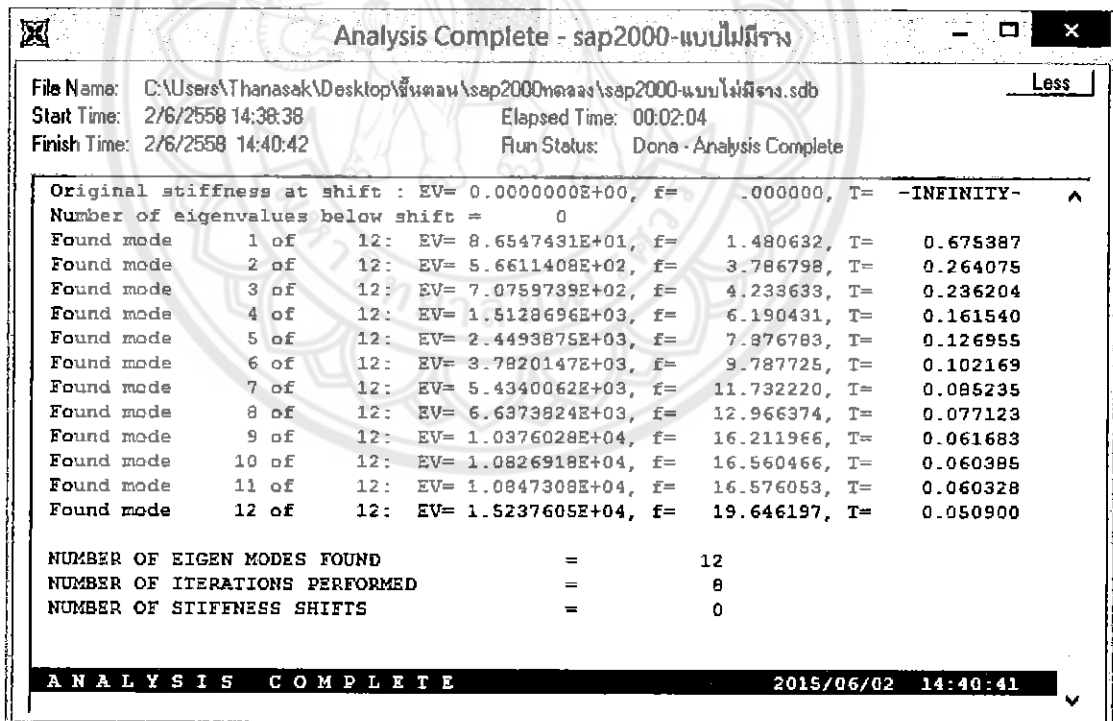 Analysis Complete - sap2000-แบบไม่มีราง
Less
File Name: C:\Users\Thanasak\Desktop\ขั้นตอน\sap2000ทดลอง\sap2000-แบบไม่มีราง.sdb
Start Time: 2/6/2558 14:38:38 Elapsed Time: 00:02:04
Finish Time: 2/6/2558 14:40:42 Run Status: Done - Analysis Complete
Original stiffness at shift : EV= 0.0000000E+00, f= .000000, T= -INFINITY-
Number of eigenvalues below shift = 0
Found mode 1 of 12: EV= 8.6547431E+01, f= 1.480632, T= 0.675387
Found mode 2 of 12: EV= 5.6611408E+02, f= 3.786798, T= 0.264075
Found mode 3 of 12: EV= 7.0759739E+02, f= 4.233633, T= 0.236204
Found mode 4 of 12: EV= 1.5128696E+03, f= 6.190431, T= 0.161540
Found mode 5 of 12: EV= 2.4493875E+03, f= 7.876783, T= 0.126955
Found mode 6 of 12: EV= 3.7820147E+03, f= 9.787725, T= 0.102169
Found mode 7 of 12: EV= 5.4340062E+03, f= 11.732220, T= 0.085235
Found mode 8 of 12: EV= 6.6373824E+03, f= 12.966374, T= 0.077123
Found mode 9 of 12: EV= 1.0376028E+04, f= 16.211966, T= 0.061683
Found mode 10 of 12: EV= 1.0826918E+04, f= 16.560466, T= 0.060385
Found mode 11 of 12: EV= 1.0847308E+04, f= 16.576053, T= 0.060328
Found mode 12 of 12: EV= 1.5237605E+04, f= 19.646197, T= 0.050900
NUMBER OF EIGEN MODES FOUND = 12
NUMBER OF ITERATIONS PERFORMED = 8
NUMBER OF STIFFNESS SHIFTS = 0
A N A L Y S I S C O M P L E T E 2015/06/02 14:40:41